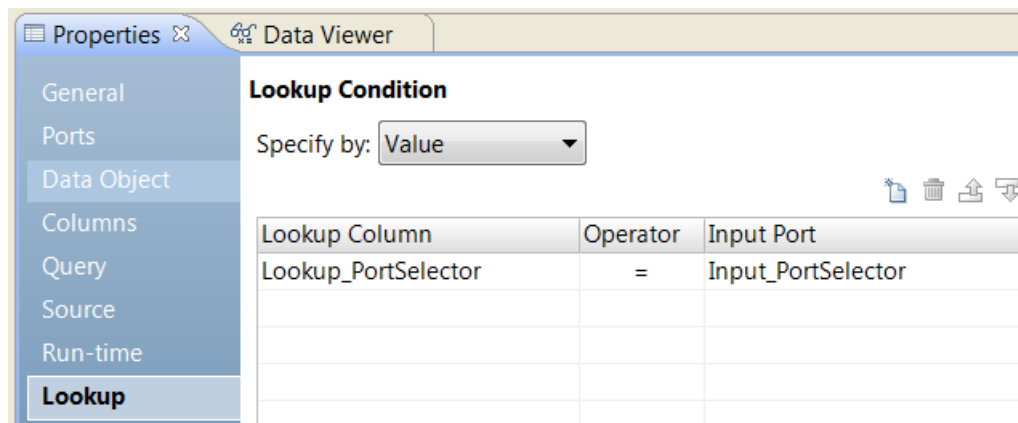 Properties Data Viewer
General
Ports
Data Object
Columns
Query
Source
Run-time
Lookup
Lookup Condition
Specify by: Value
Lookup Column Operator Input Port
Lookup_PortSelector = Input_PortSelector